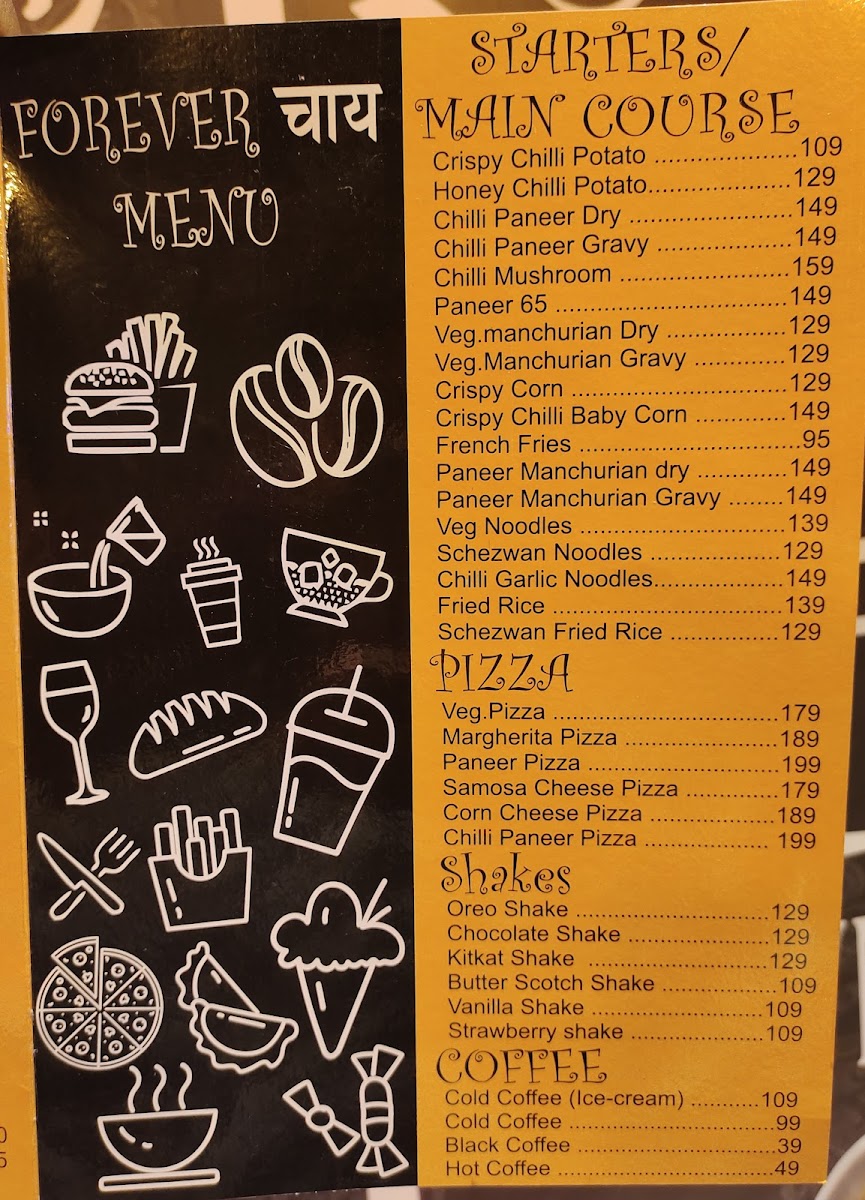 FOREVER चाय
MENU
STARTERS/
MAIN COURSE
Crispy Chilli Potato .....................109
Honey Chilli Potato.....................129
Chilli Paneer Dry ........................149
Chilli Paneer Gravy ....................149
Chilli Mushroom .........................159
Paneer 65 ..................................149
Veg.manchurian Dry ..................129
Veg.Manchurian Gravy .............129
Crispy Corn ................................129
Crispy Chilli Baby Corn ..............149
French Fries .................................95
Paneer Manchurian dry .............149
Paneer Manchurian Gravy ........149
Veg Noodles ..............................139
Schezwan Noodles ...................129
Chilli Garlic Noodles...................149
Fried Rice ..................................139
Schezwan Fried Rice ................129
PIZZA
Veg.Pizza ..................................179
Margherita Pizza .......................189
Paneer Pizza .............................199
Samosa Cheese Pizza ..............179
Corn Cheese Pizza ...................189
Chilli Paneer Pizza ................... 199
Shakes
Oreo Shake ..............................129
Chocolate Shake ......................129
Kitkat Shake ............................129
Butter Scotch Shake .................109
Vanilla Shake ...........................109
Strawberry shake .....................109
COFFEE
Cold Coffee (Ice-cream) ...........109
Cold Coffee ................................99
Black Coffee ..............................39
Hot Coffee ..................................49
0
5